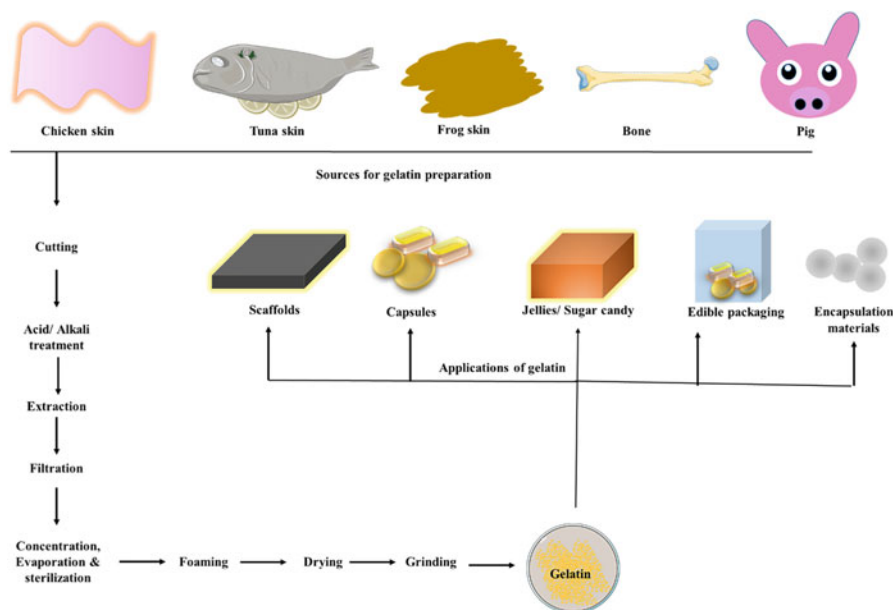 Chicken skin
Tuna skin
Frog skin
Bone
Pig
Sources for gelatin preparation
Cutting
Acid/ Alkali
treatment
Extraction
Filtration
Concentration,
Evaporation &
sterilization
Foaming
Drying
Grinding
Gelatin
Applications of gelatin
Scaffolds
Capsules
Jellies/ Sugar candy
Edible packaging
Encapsulation
materials